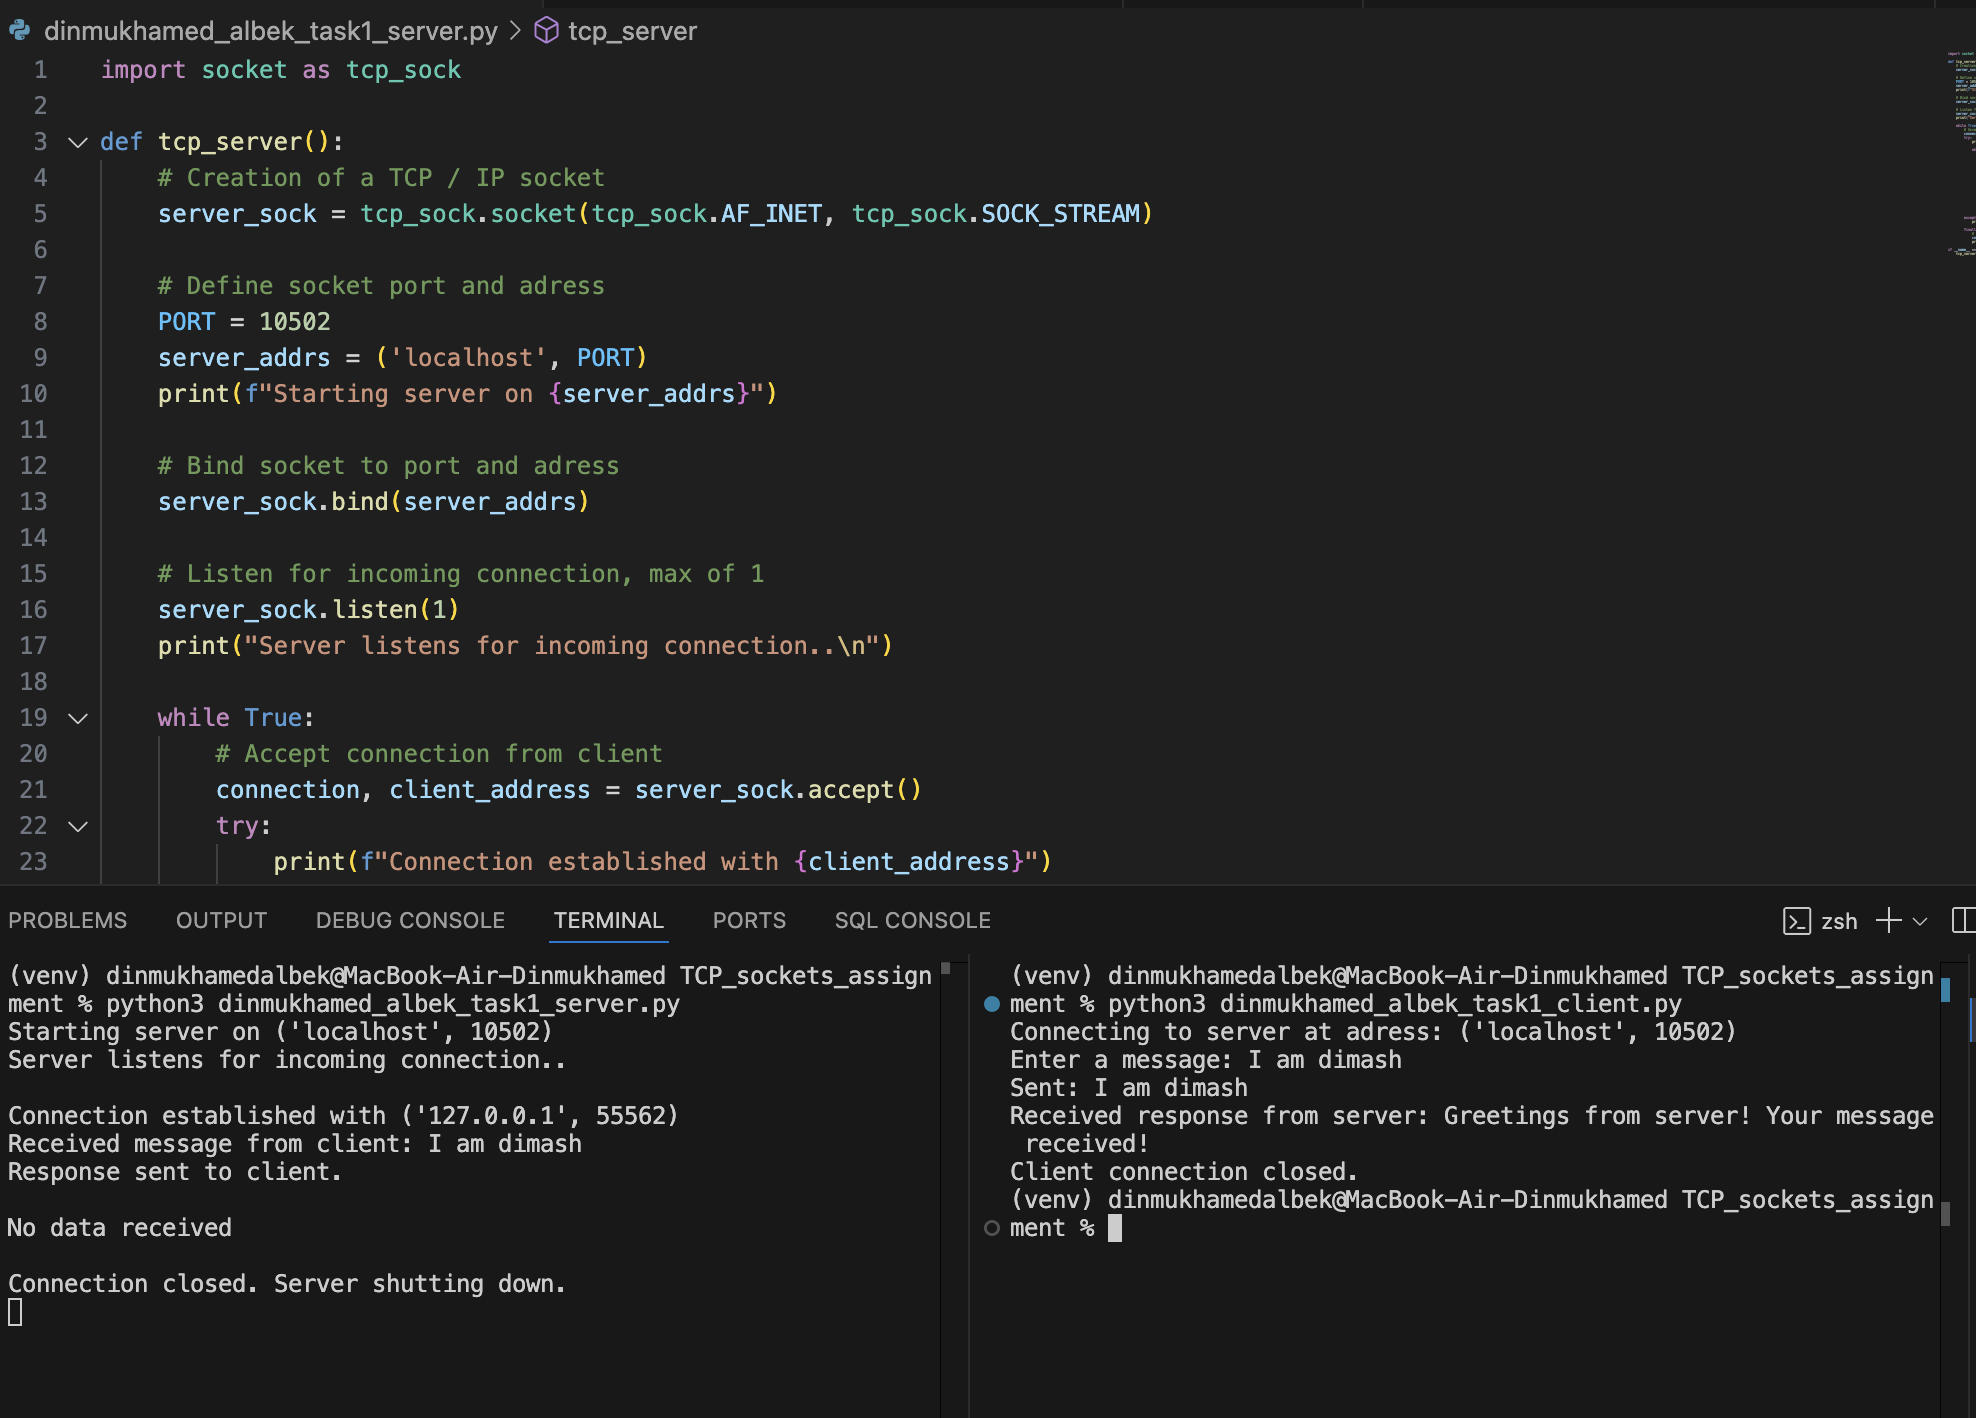 dinmukhamed_albek_task1_server.py > tcp_server
1 import socket as tcp_sock
2
3 def tcp_server():
4 # Creation of a TCP / IP socket
5 server_sock = tcp_sock.socket(tcp_sock.AF_INET, tcp_sock.SOCK_STREAM)
6
7 # Define socket port and adress
8 PORT = 10502
9 server_addrs = ('localhost', PORT)
10 print(f"Starting server on {server_addrs}")
11
12 # Bind socket to port and adress
13 server_sock.bind(server_addrs)
14
15 # Listen for incoming connection, max of 1
16 server_sock.listen(1)
17 print("Server listens for incoming connection..\n")
18
19 while True:
20 # Accept connection from client
21 connection, client_address = server_sock.accept()
22 try:
23 print(f"Connection established with {client_address}")
PROBLEMS OUTPUT DEBUG CONSOLE TERMINAL PORTS SQL CONSOLE zsh
(venv) dinmukhamedalbek@MacBook-Air-Dinmukhamed TCP_sockets_assign
ment % python3 dinmukhamed_albek_task1_server.py
Starting server on ('localhost', 10502)
Server listens for incoming connection..
Connection established with ('127.0.0.1', 55562)
Received message from client: I am dimash
Response sent to client.
No data received
Connection closed. Server shutting down.
(venv) dinmukhamedalbek@MacBook-Air-Dinmukhamed TCP_sockets_assign
ment % python3 dinmukhamed_albek_task1_client.py
Connecting to server at adress: ('localhost', 10502)
Enter a message: I am dimash
Sent: I am dimash
Received response from server: Greetings from server! Your message
received!
Client connection closed.
(venv) dinmukhamedalbek@MacBook-Air-Dinmukhamed TCP_sockets_assign
ment %